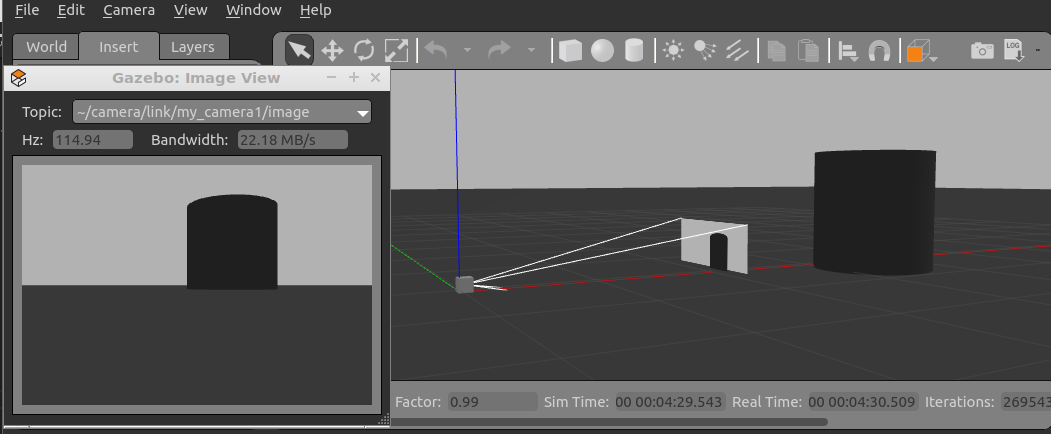 File Edit Camera View Window Help
World Insert Layers
LOG
Gazebo: Image View
Topic: ~/camera/link/my_camera1/image
Hz: 114.94 Bandwidth: 22.18 MB/s
Factor: 0.99 Sim Time: 00 00:04:29.543 Real Time: 00 00:04:30.509 Iterations: 269543